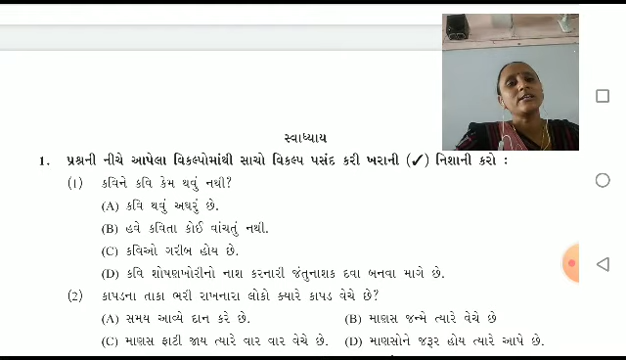 સ્વાધ્યાય
1. પ્રશ્નની નીચે આપેલા વિકલ્પોમાંથી સાચો વિકલ્પ પસંદ કરી ખરાની (✓) નિશાની કરો :
(1) કવિને કવિ કેમ થવું નથી?
(A) કવિ થવું અઘરું છે.
(B) હવે કવિતા કોઈ વાંચતું નથી.
(C) કવિઓ ગરીબ હોય છે.
(D) કવિ શોષણખોરીનો નાશ કરનારી જંતુનાશક દવા બનવા માગે છે.
(2) કાપડના તાકા ભરી રાખનારા લોકો ક્યારે કાપડ વેચે છે?
(A) સમય આવ્યે દાન કરે છે. (B) માણસ જન્મે ત્યારે વેચે છે
(C) માણસ ફાટી જાય ત્યારે વાર વાર વેચે છે. (D) માણસોને જરૂર હોય ત્યારે આપે છે.